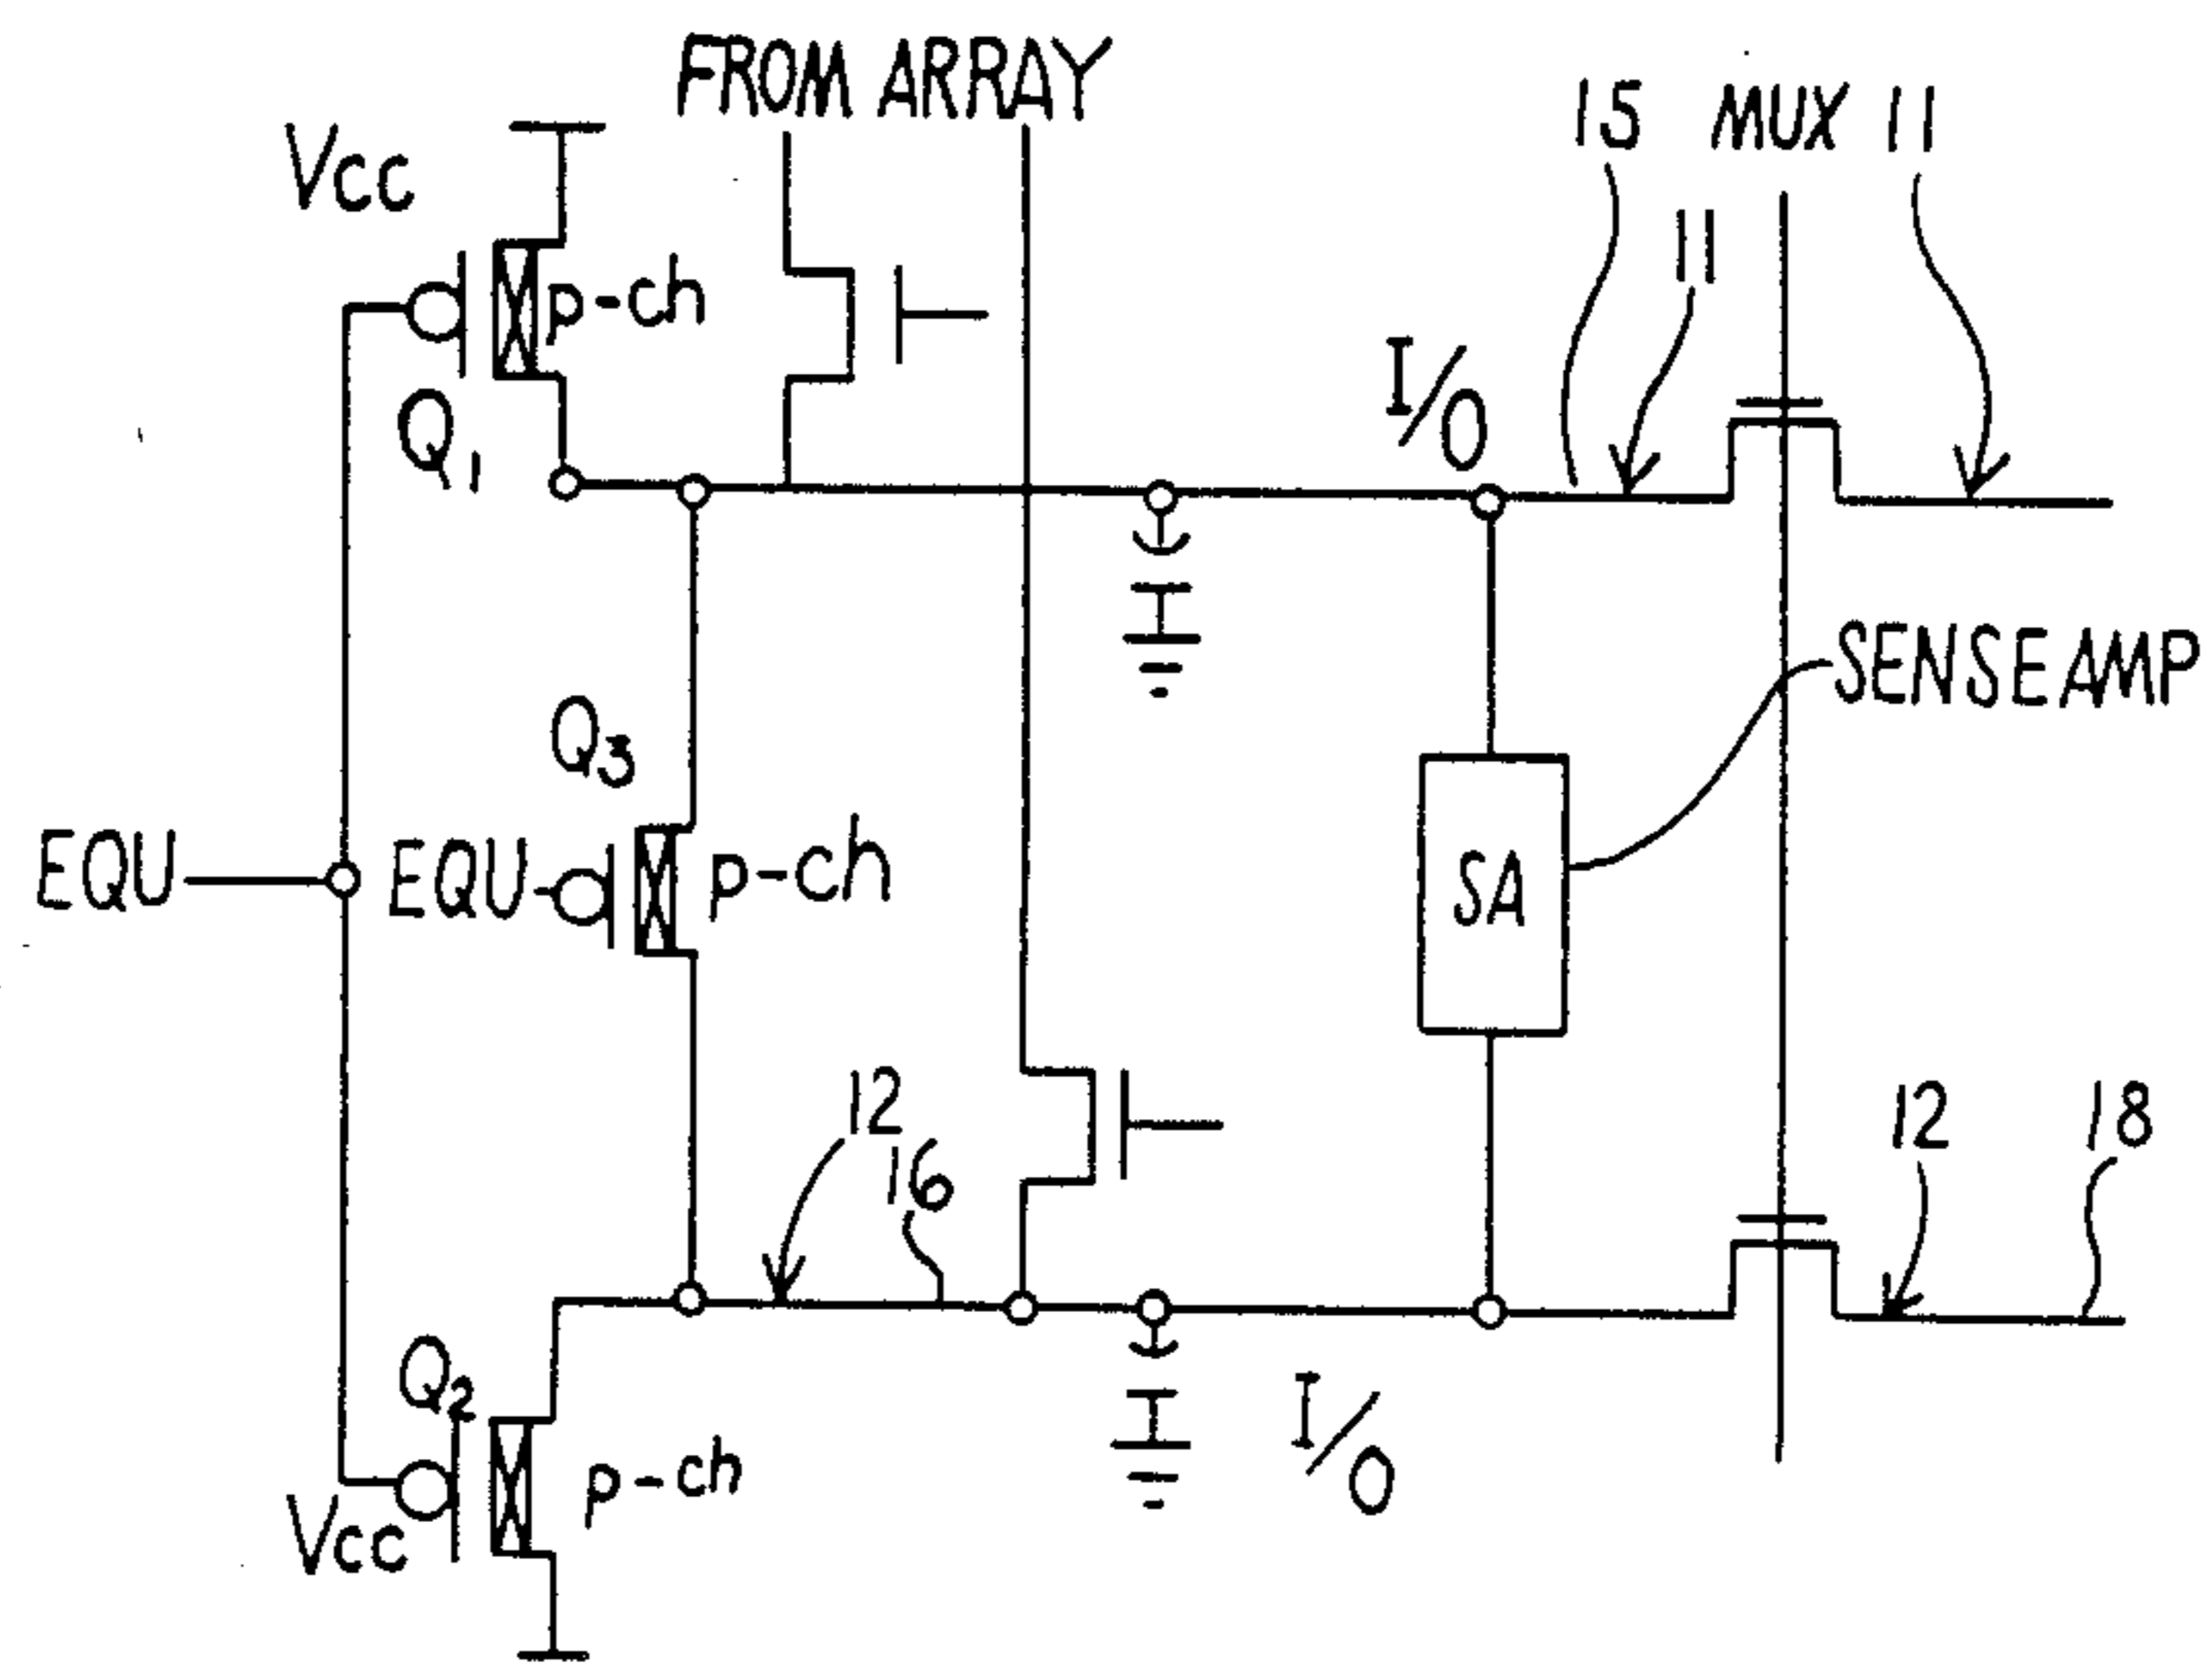 FROM ARRAY
15 MUX 11
Vcc
11
p-ch
I/O
Q1
SENSEAMP
Q3
EQU
EQU
p-ch
SA
12
16
12
18
Q2
p-ch
I/O
Vcc